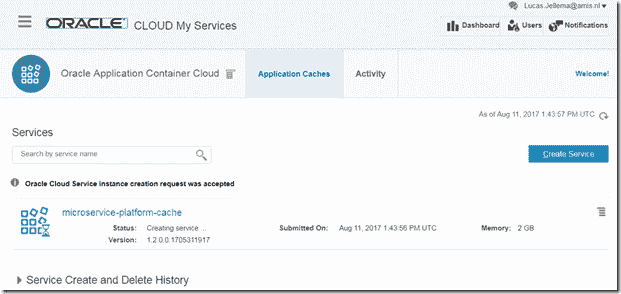 Lucas.Jellema@amis.nl
ORACLE CLOUD My Services
Dashboard Users Notifications
Oracle Application Container Cloud Application Caches Activity Welcome!
As of Aug 11, 2017 1:43:57 PM UTC
Services
Search by service name
Create Service
Oracle Cloud Service instance creation request was accepted
microservice-platform-cache
Status: Creating service ... Submitted On: Aug 11, 2017 1:43:56 PM UTC Memory: 2 GB
Version: 1.2.0.0.1705311917
Service Create and Delete History